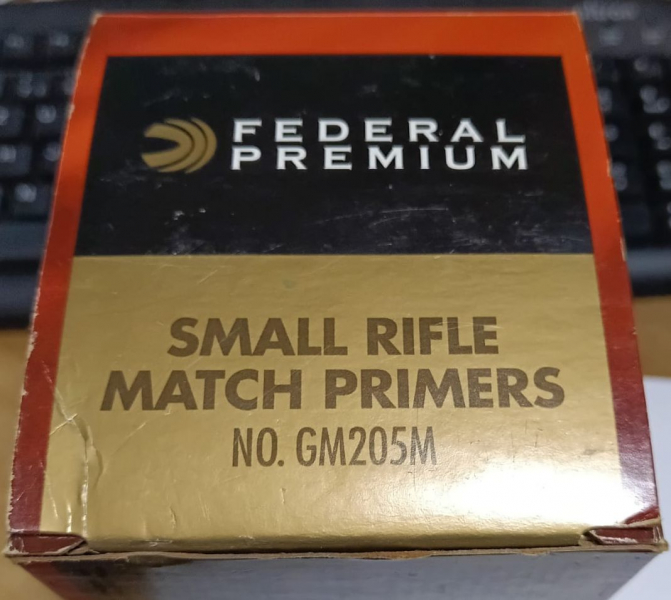 FEDERAL
PREMIUM
SMALL RIFLE
MATCH PRIMERS
NO. GM205M